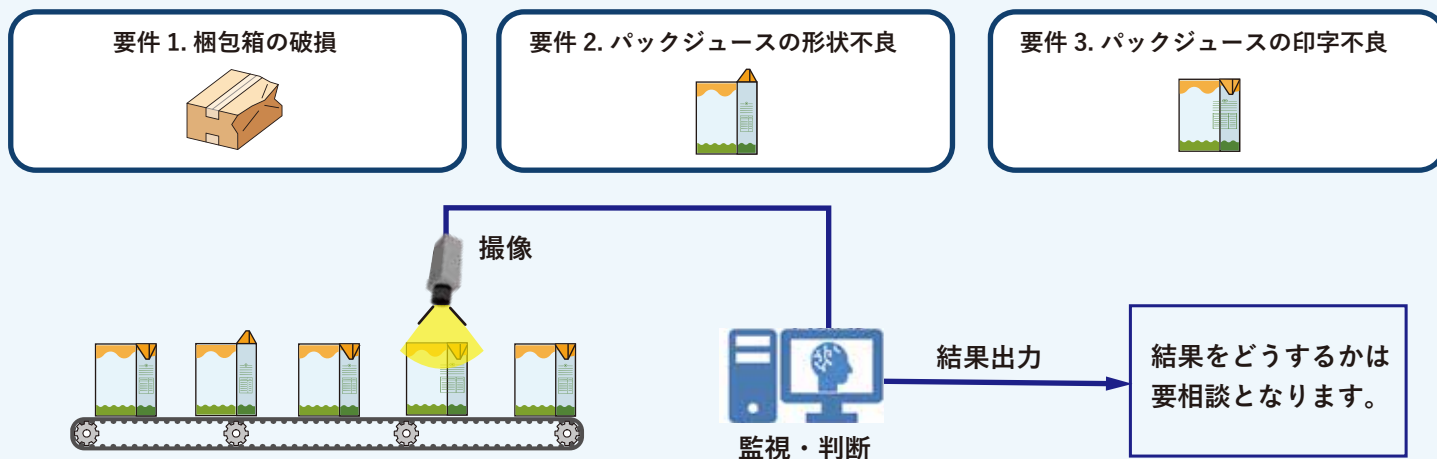 要件 1. 梱包箱の破損
要件 2. パックジュースの形状不良
要件 3. パックジュースの印字不良
撮像
結果出力
結果をどうするかは
要相談となります。
監視・判断